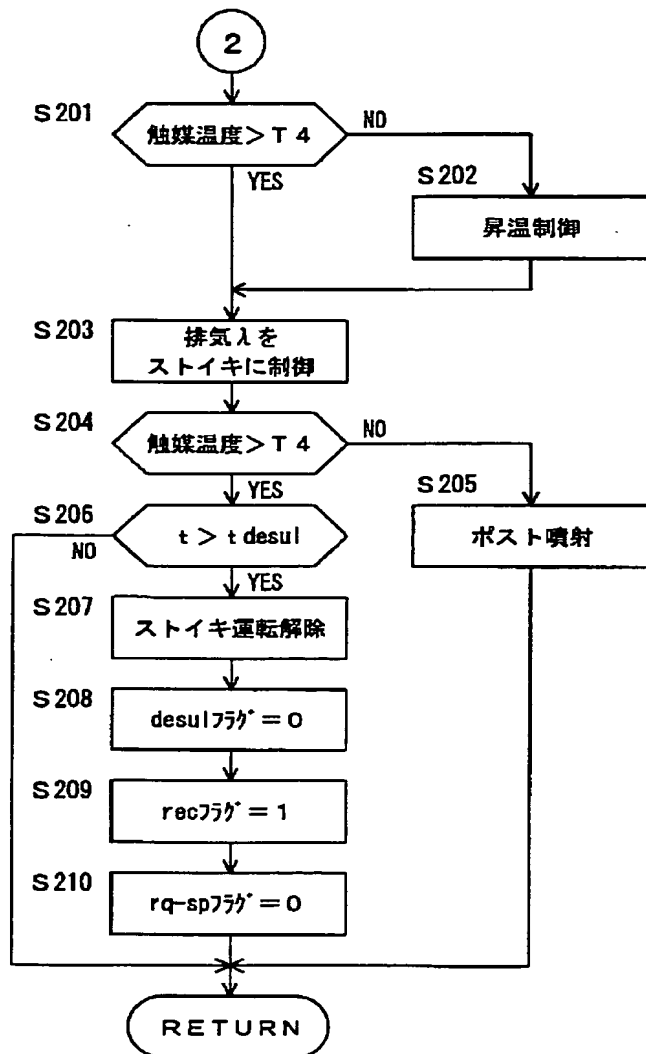 2
S201
触媒温度>T4
NO
YES
S202
昇温制御
S203
排気λを
ストイキに制御
S204
触媒温度>T4
NO
YES
S205
ポスト噴射
S206
t>tdesul
NO
YES
S207
ストイキ運転解除
S208
desulフラグ=0
S209
recフラグ=1
S210
rq-spフラグ=0
RETURN